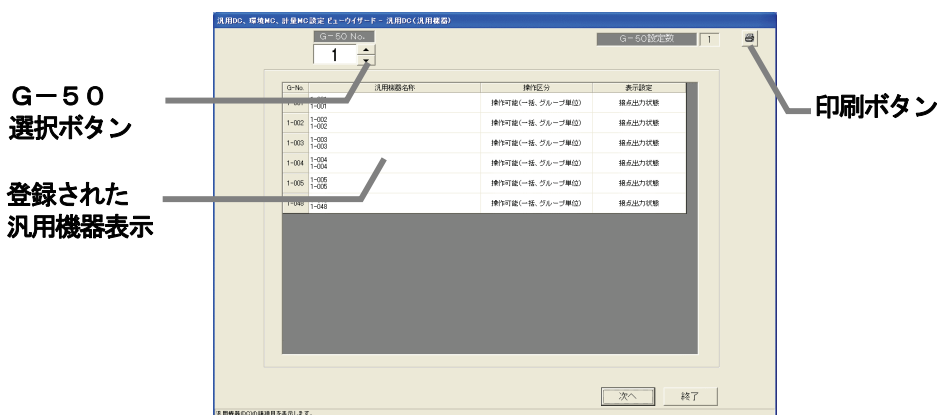 汎用DC、環境MC、計量MC設定ビューウィザード - 汎用DC(汎用機器)
G－50 No.
G－50設定数 1
1
G－50
選択ボタン
印刷ボタン
G-No. 汎用機器名称 操作区分 表示設定
1-001 操作可能(一括、グループ単位) 接点出力状態
1-002 1-002 操作可能(一括、グループ単位) 接点出力状態
1-002
1-003 1-003 操作可能(一括、グループ単位) 接点出力状態
1-003
1-004 1-004 操作可能(一括、グループ単位) 接点出力状態
1-004
1-005 1-005 操作可能(一括、グループ単位) 接点出力状態
1-005
1-048 1-048 操作可能(一括、グループ単位) 接点出力状態
登録された
汎用機器表示
次へ 終了